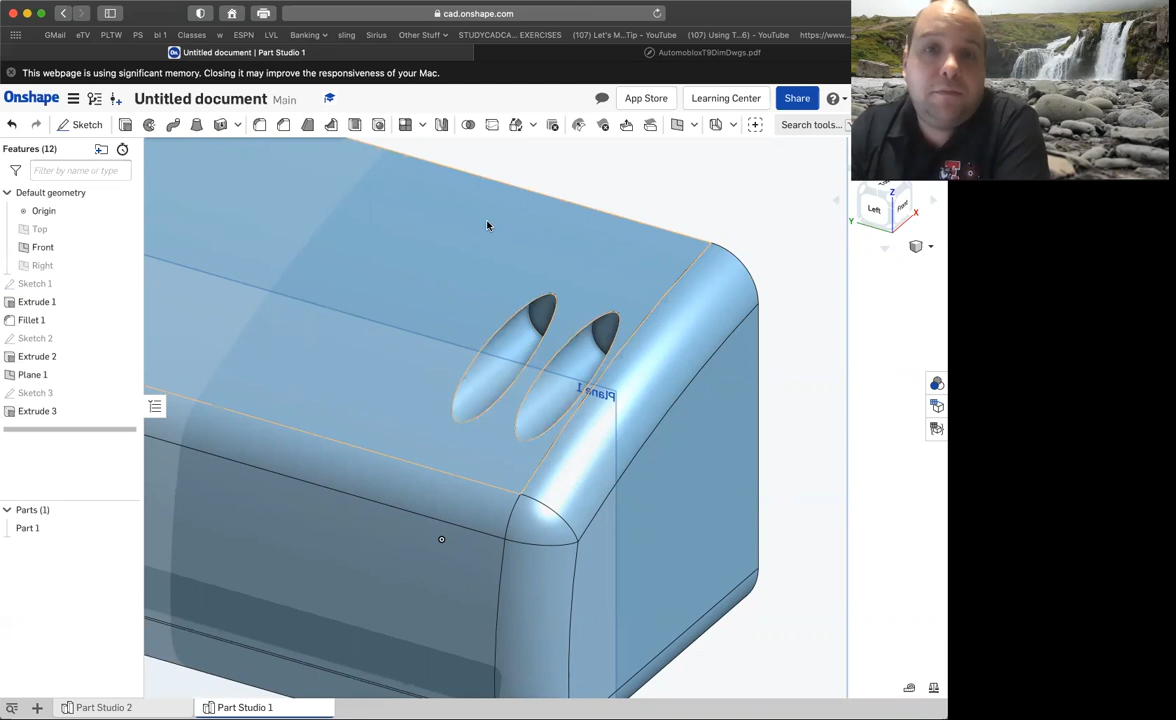 cad.onshape.com
GMail eTV PLTW PS bl 1 Classes w ESPN LVL Banking sling Sirius Other Stuff STUDYCADCA... EXERCISES (107) Let's M...Tip - YouTube (107) Using T...6) - YouTube https://www...
On Untitled document | Part Studio 1
AutomobloxT9DimDwgs.pdf
This webpage is using significant memory. Closing it may improve the responsiveness of your Mac.
Onshape Untitled document Main App Store Learning Center Share
Sketch Search tools...
Features (12)
Filter by name or type
Default geometry
Origin
Top
Front
Right
Sketch 1
Extrude 1
Fillet 1
Sketch 2
Extrude 2
Plane 1
Sketch 3
Extrude 3
Parts (1)
Part 1
Plane 1
Z
Left Front
Y X
Part Studio 2 Part Studio 1